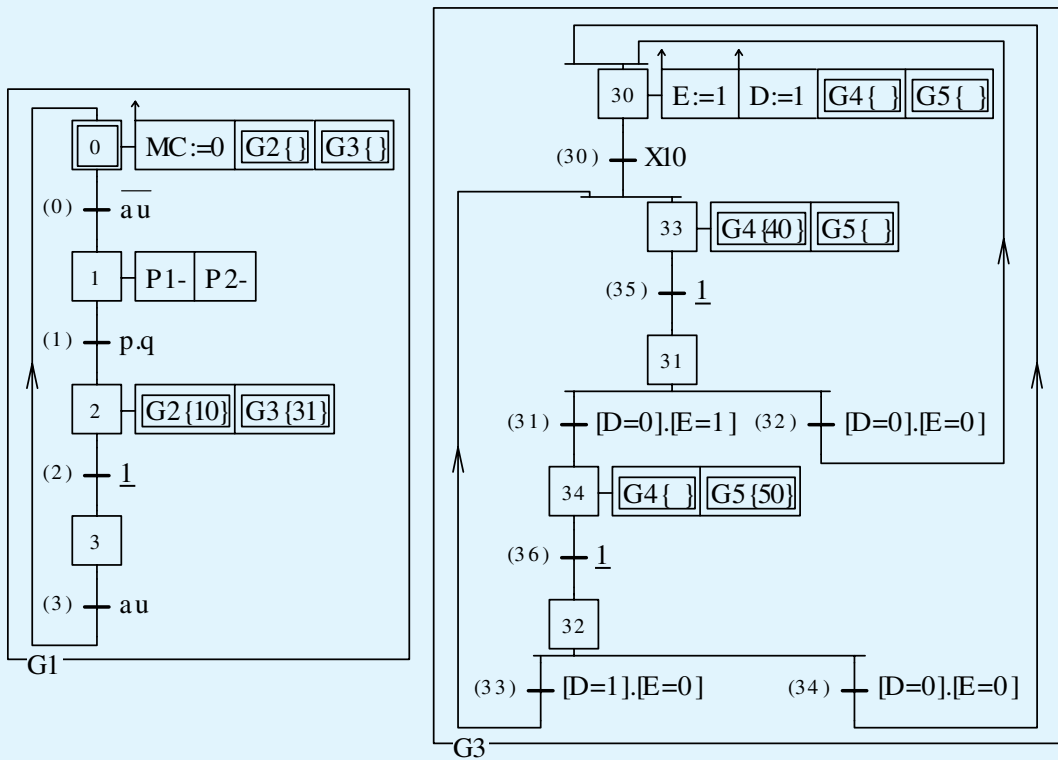 0
MC:=0 G2{} G3{}
(0) a̅u̅
1
P1- P2-
(1) p.q
2
G2{10} G3{31}
(2) 1
3
(3) au
G1
30
E:=1 D:=1 G4{ } G5{ }
(30) X10
33
G4{40} G5{ }
(35) 1
31
(31) [D=0].[E=1] (32) [D=0].[E=0]
34
G4{ } G5{50}
(36) 1
32
(33) [D=1].[E=0] (34) [D=0].[E=0]
G3